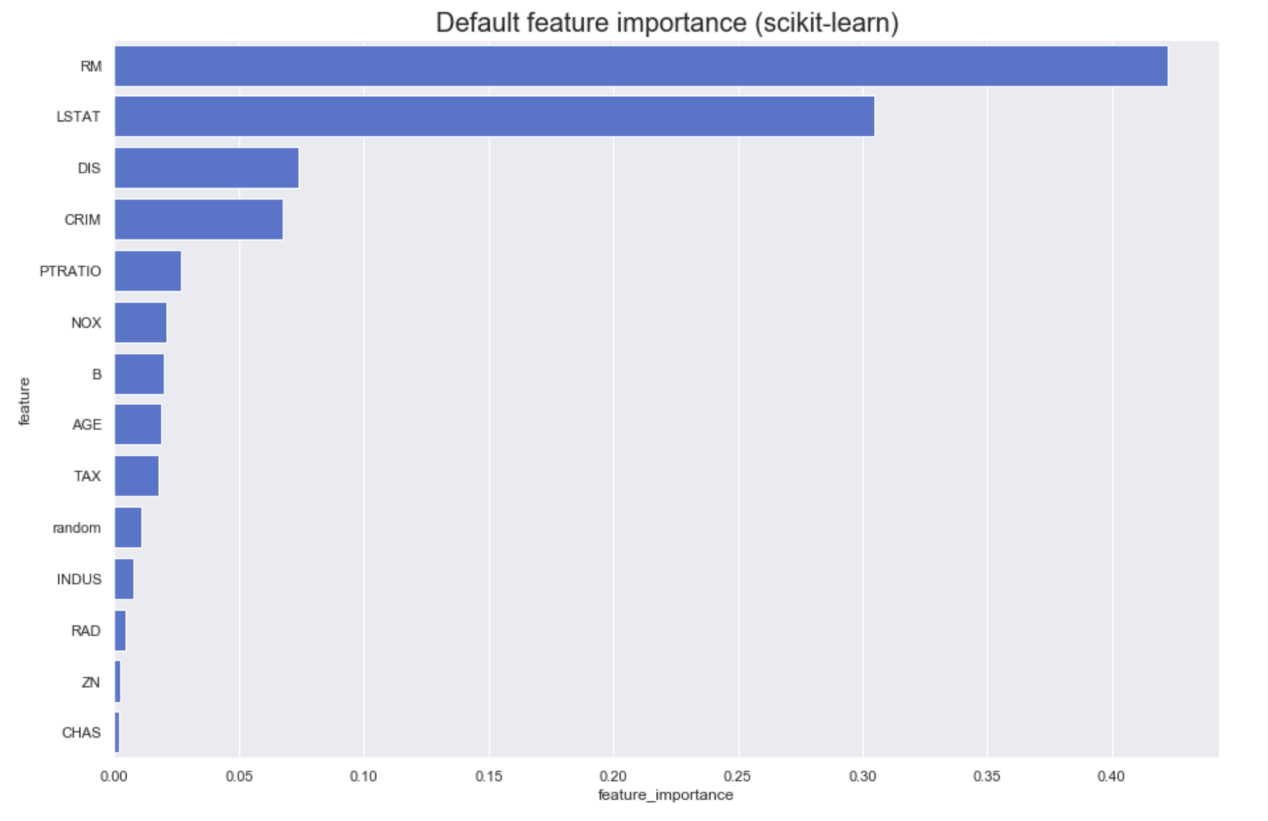 Default feature importance (scikit-learn)
RM
LSTAT
DIS
CRIM
PTRATIO
NOX
B
AGE
TAX
random
INDUS
RAD
ZN
CHAS
feature
0.00 0.05 0.10 0.15 0.20 0.25 0.30 0.35 0.40
feature_importance